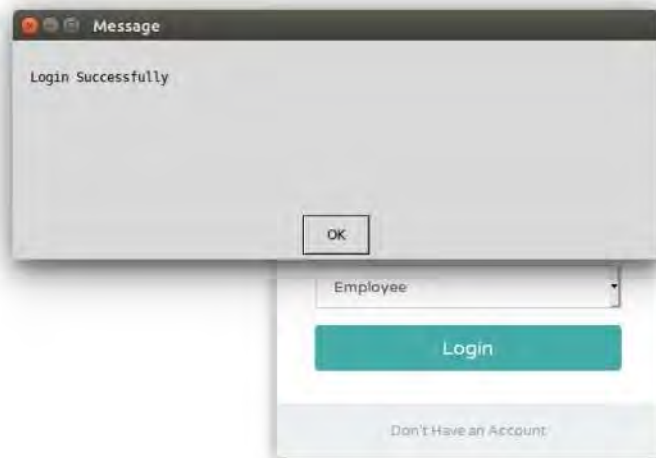 Message
Login Successfully
OK
Employee
Login
Don't Have an Account